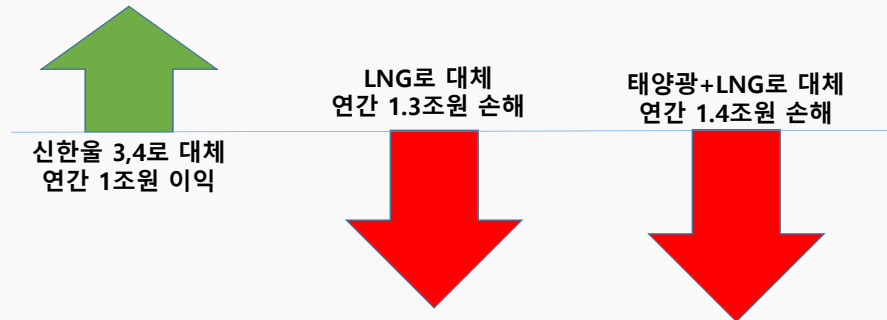 신한울 3,4로 대체
연간 1조원 이익
LNG로 대체
연간 1.3조원 손해
태양광+LNG로 대체
연간 1.4조원 손해